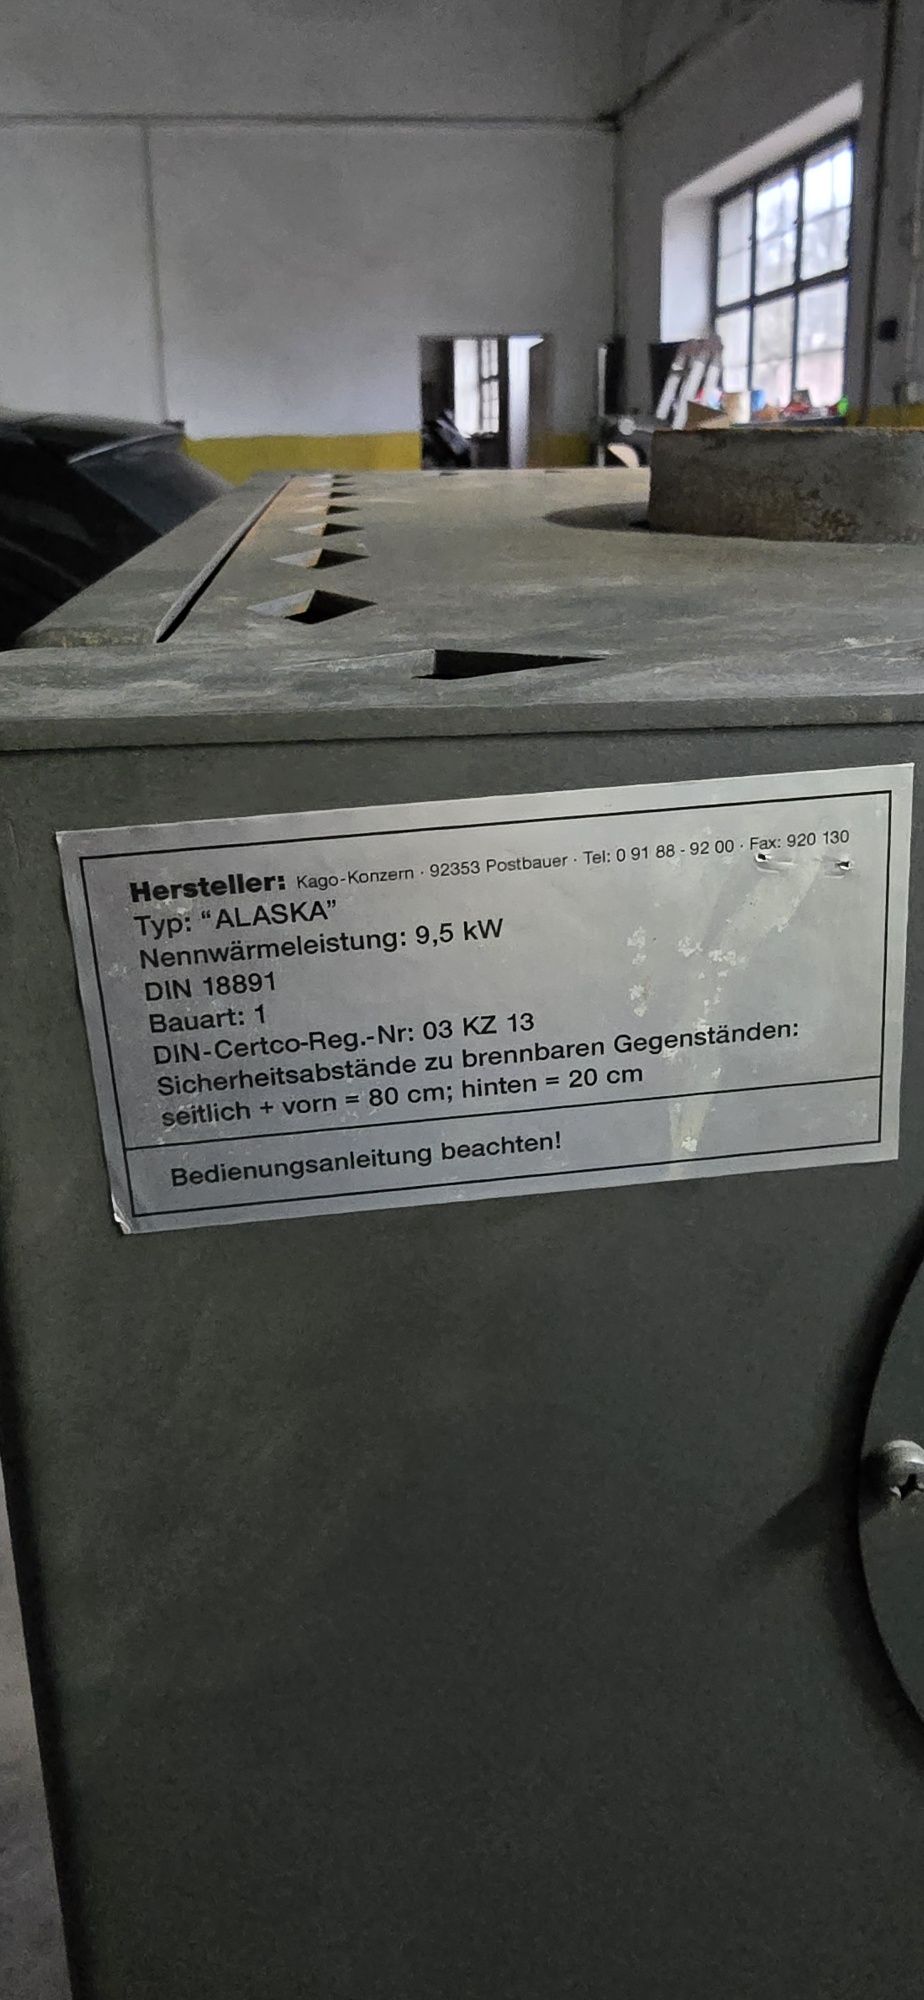 Hersteller: Kago-Konzern · 92353 Postbauer · Tel: 0 91 88 - 92 00 · Fax: 920 130
Typ: “ALASKA”
Nennwärmeleistung: 9,5 kW
DIN 18891
Bauart: 1
DIN-Certco-Reg.-Nr: 03 KZ 13
Sicherheitsabstände zu brennbaren Gegenständen:
seitlich + vorn = 80 cm; hinten = 20 cm
Bedienungsanleitung beachten!